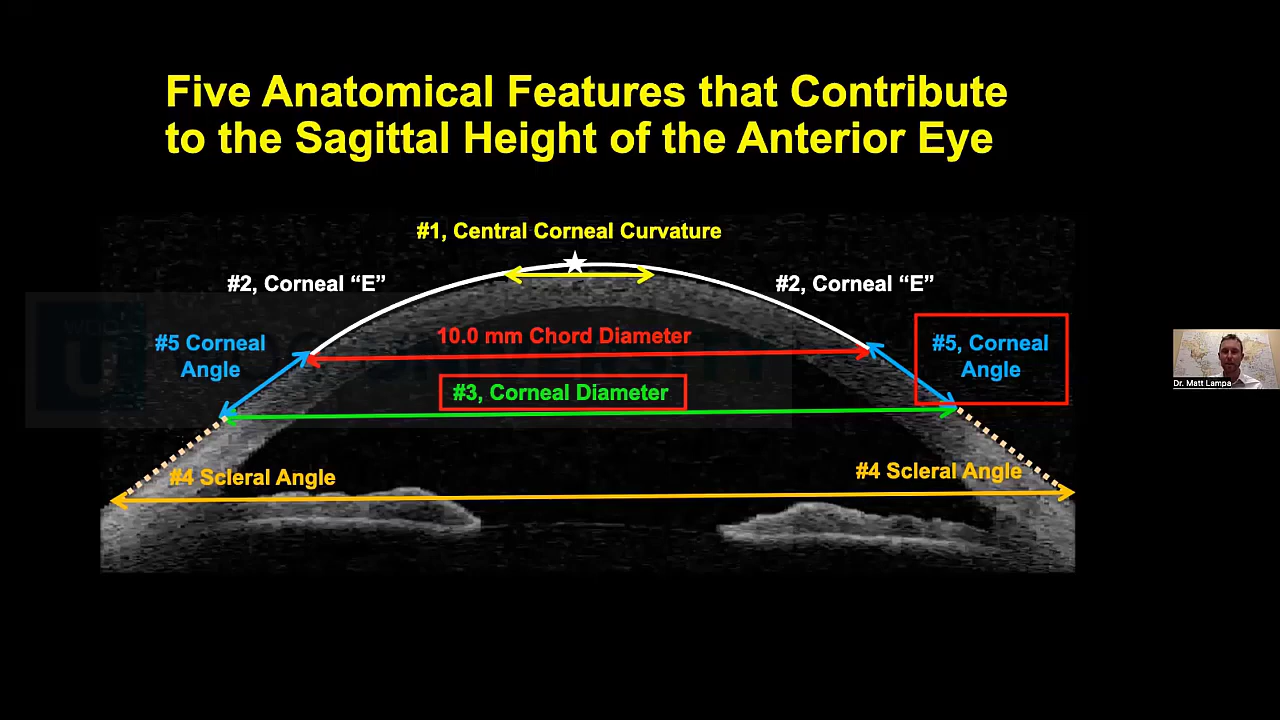 Five Anatomical Features that Contribute
to the Sagittal Height of the Anterior Eye
#1, Central Corneal Curvature
#2, Corneal “E”
#2, Corneal “E”
10.0 mm Chord Diameter
#5 Corneal
Angle
#5, Corneal
Angle
#3, Corneal Diameter
#4 Scleral Angle
#4 Scleral Angle
Dr. Matt Lampa